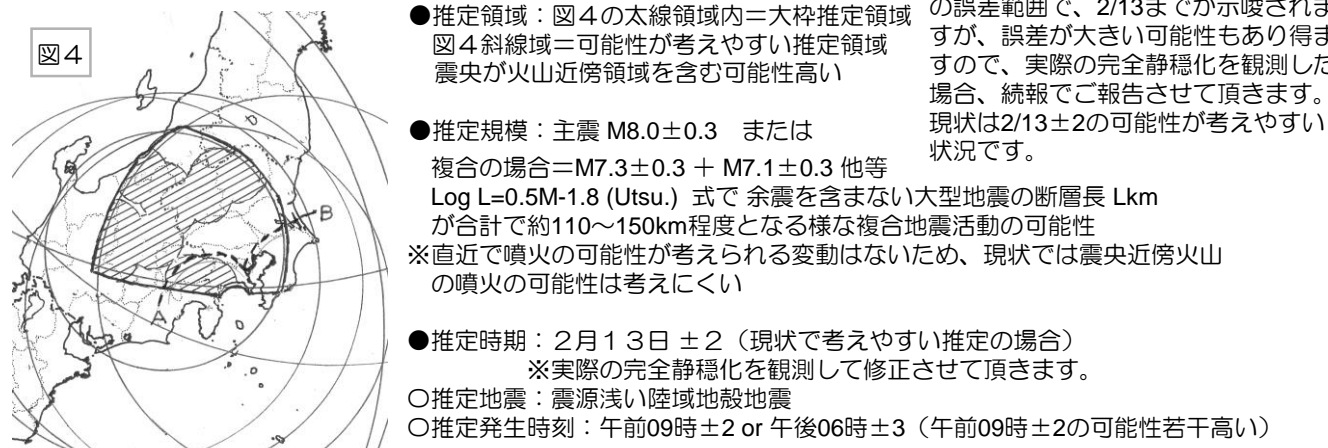 図4
A
B
●推定領域：図４の太線領域内＝大枠推定領域
図４斜線域＝可能性が考えやすい推定領域
震央が火山近傍領域を含む可能性高い
●推定規模：主震 M8.0±0.3　または
複合の場合＝M7.3±0.3 + M7.1±0.3 他等
Log L=0.5M-1.8 (Utsu.) 式で 余震を含まない大型地震の断層長 Lkm
が合計で約110～150km程度となる様な複合地震活動の可能性
※直近で噴火の可能性が考えられる変動はないため、現状では震央近傍火山
の噴火の可能性は考えにくい
●推定時期：２月１３日 ±２（現状で考えやすい推定の場合）
※実際の完全静穏化を観測して修正させて頂きます。
○推定地震：震源浅い陸域地殻地震
○推定発生時刻：午前09時±2 or 午後06時±3（午前09時±2の可能性若干高い）
の誤差範囲で、2/13までが示唆されま
すが、誤差が大きい可能性もあり得ま
すので、実際の完全静穏化を観測した
場合、続報でご報告させて頂きます。
現状は2/13±2の可能性が考えやすい
状況です。